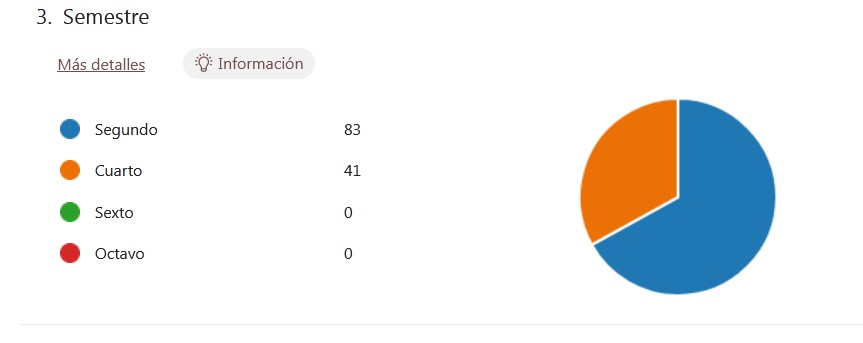 3. Semestre
Más detalles
Información
Segundo 83
Cuarto 41
Sexto 0
Octavo 0